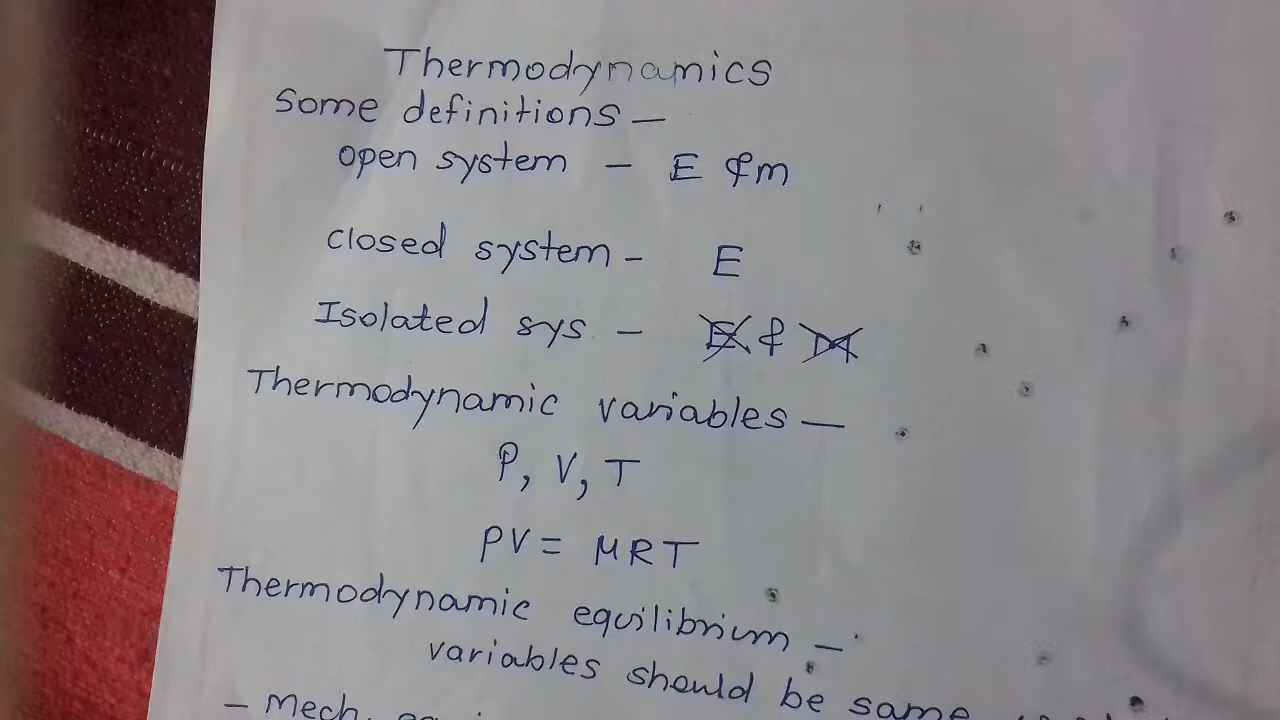 Thermodynamics
Some definitions —
open system - E & m
closed system - E
Isolated sys. - E & M
Thermodynamic variables —
P, V, T
PV = μRT
Thermodynamic equilibrium —
variables should be same
- Mech.